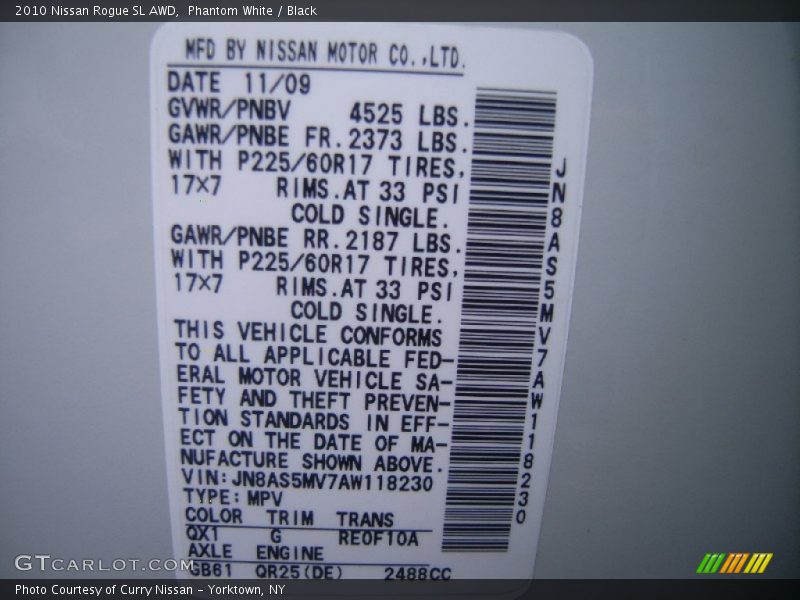 2010 Nissan Rogue SL AWD, Phantom White / Black
MFD BY NISSAN MOTOR CO.,LTD.
DATE 11/09
GVWR/PNBV 4525 LBS.
GAWR/PNBE FR.2373 LBS.
WITH P225/60R17 TIRES,
17×7 RIMS.AT 33 PSI
COLD SINGLE.
GAWR/PNBE RR.2187 LBS.
WITH P225/60R17 TIRES,
17×7 RIMS.AT 33 PSI
COLD SINGLE.
THIS VEHICLE CONFORMS
TO ALL APPLICABLE FED-
ERAL MOTOR VEHICLE SA-
FETY AND THEFT PREVEN-
TION STANDARDS IN EFF-
ECT ON THE DATE OF MA-
NUFACTURE SHOWN ABOVE.
VIN:JN8AS5MV7AW118230
TYPE:MPV
COLOR TRIM TRANS
QX1 G RE0F10A
AXLE ENGINE
GB61 QR25(DE) 2488CC
JN8AS5MV7AW118230
GTCARLOT.COM
Photo Courtesy of Curry Nissan - Yorktown, NY